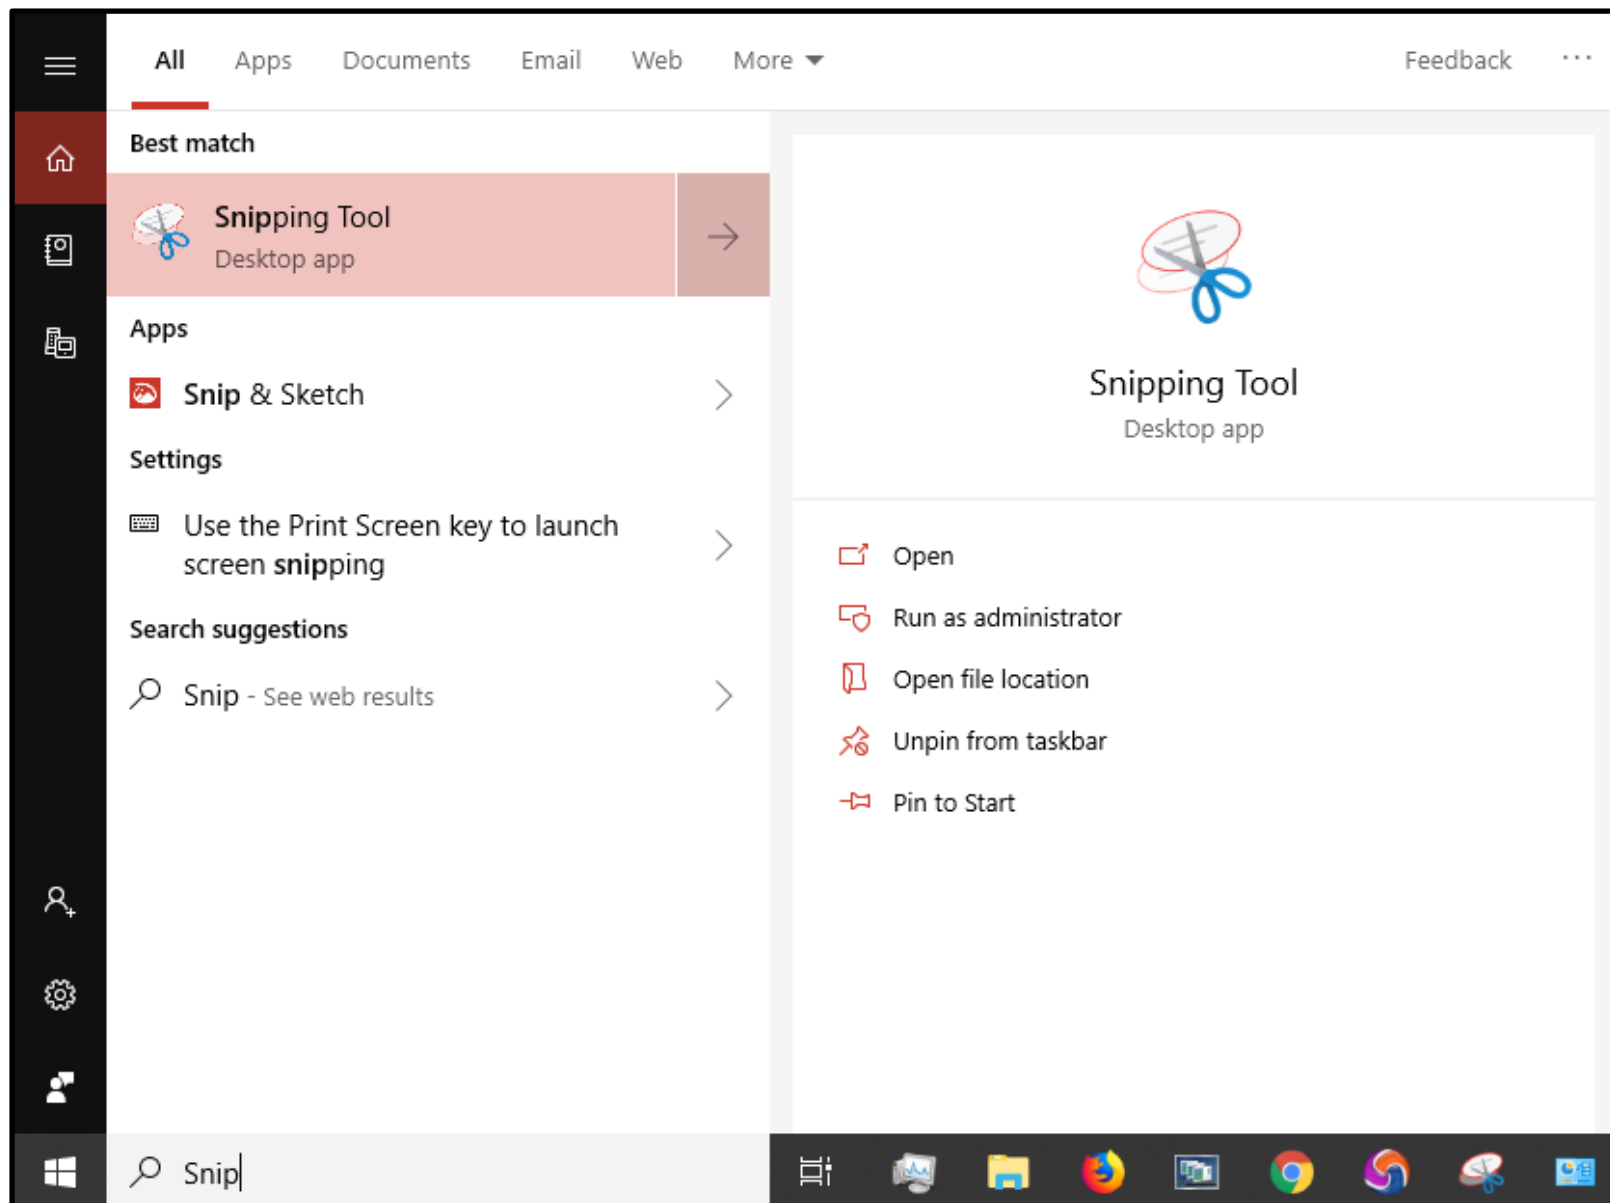 All Apps Documents Email Web More Feedback ...
Best match
Snipping Tool
Desktop app
Apps
Snip & Sketch
Settings
Use the Print Screen key to launch
screen snipping
Search suggestions
Snip - See web results
Snipping Tool
Desktop app
Open
Run as administrator
Open file location
Unpin from taskbar
Pin to Start
Snip